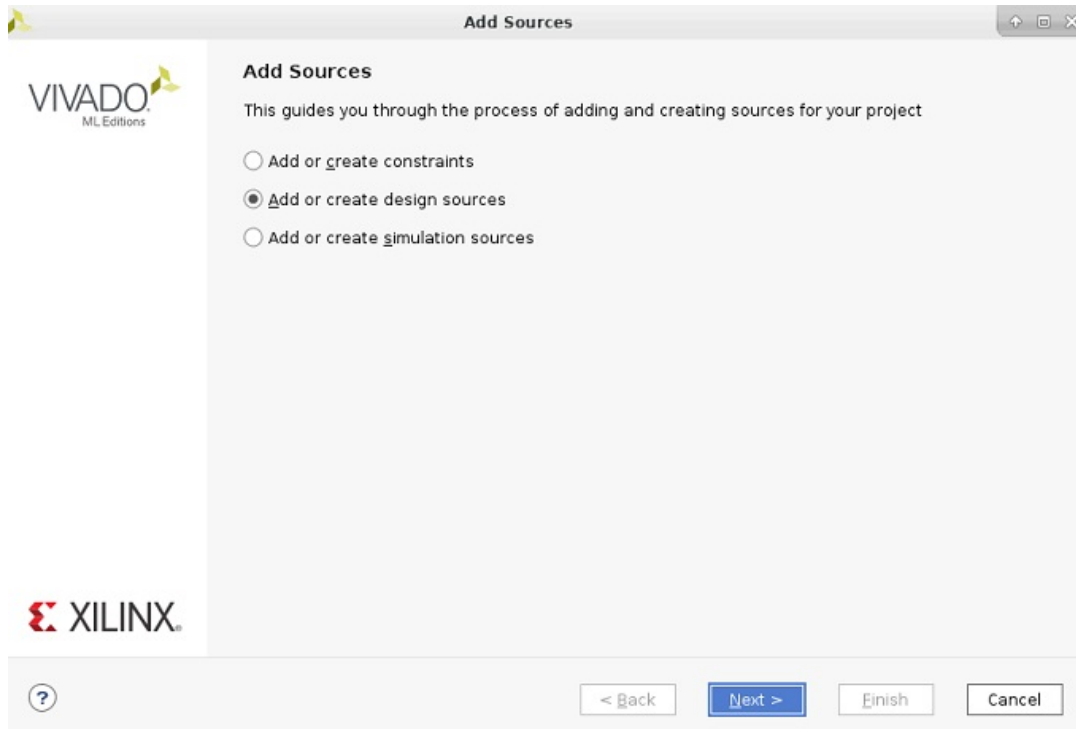 Add Sources
VIVADO.
ML Editions
Add Sources
This guides you through the process of adding and creating sources for your project
Add or create constraints
Add or create design sources
Add or create simulation sources
XILINX.
?
< Back
Next >
Finish
Cancel